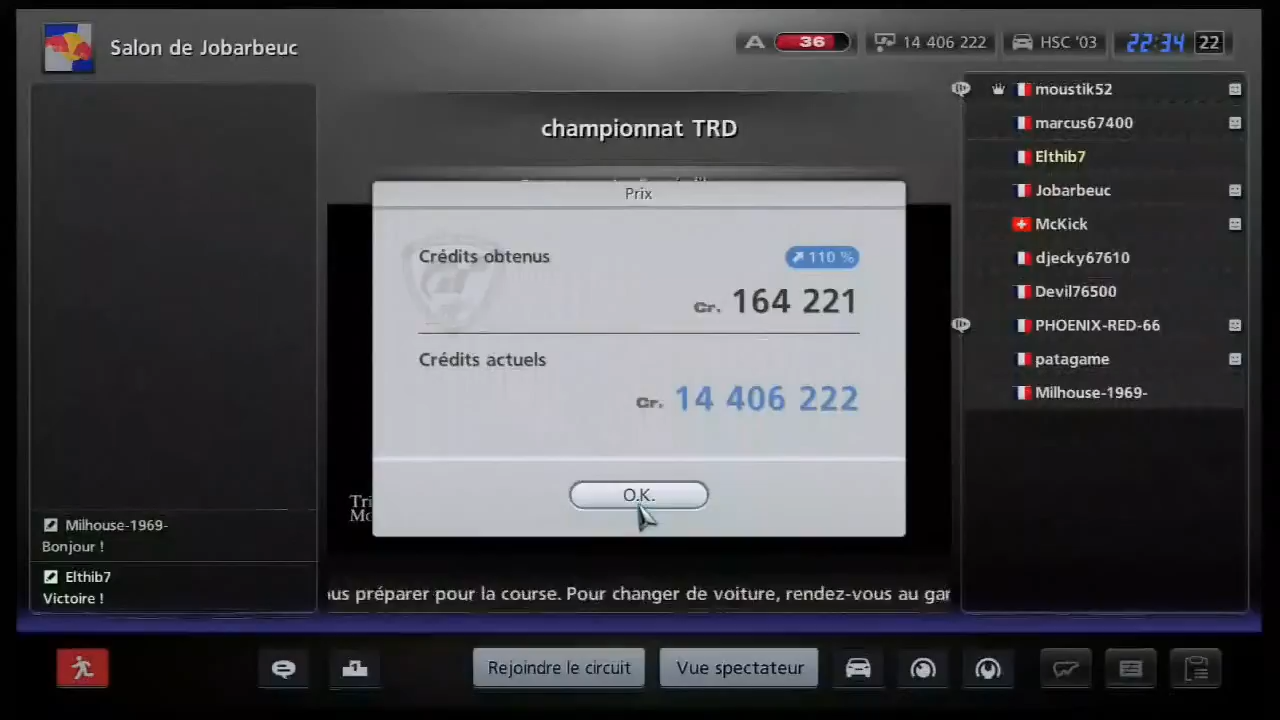 Salon de Jobarbeuc
A 36
14 406 222
HSC '03
22:34 22
championnat TRD
Prix
Crédits obtenus
110 %
Cr. 164 221
Crédits actuels
Cr. 14 406 222
O.K.
moustik52
marcus67400
Elthib7
Jobarbeuc
McKick
djecky67610
Devil76500
PHOENIX-RED-66
patagame
Milhouse-1969-
Tri
Mo
Milhouse-1969-
Bonjour !
Elthib7
Victoire !
ous préparer pour la course. Pour changer de voiture, rendez-vous au gar
Rejoindre le circuit
Vue spectateur